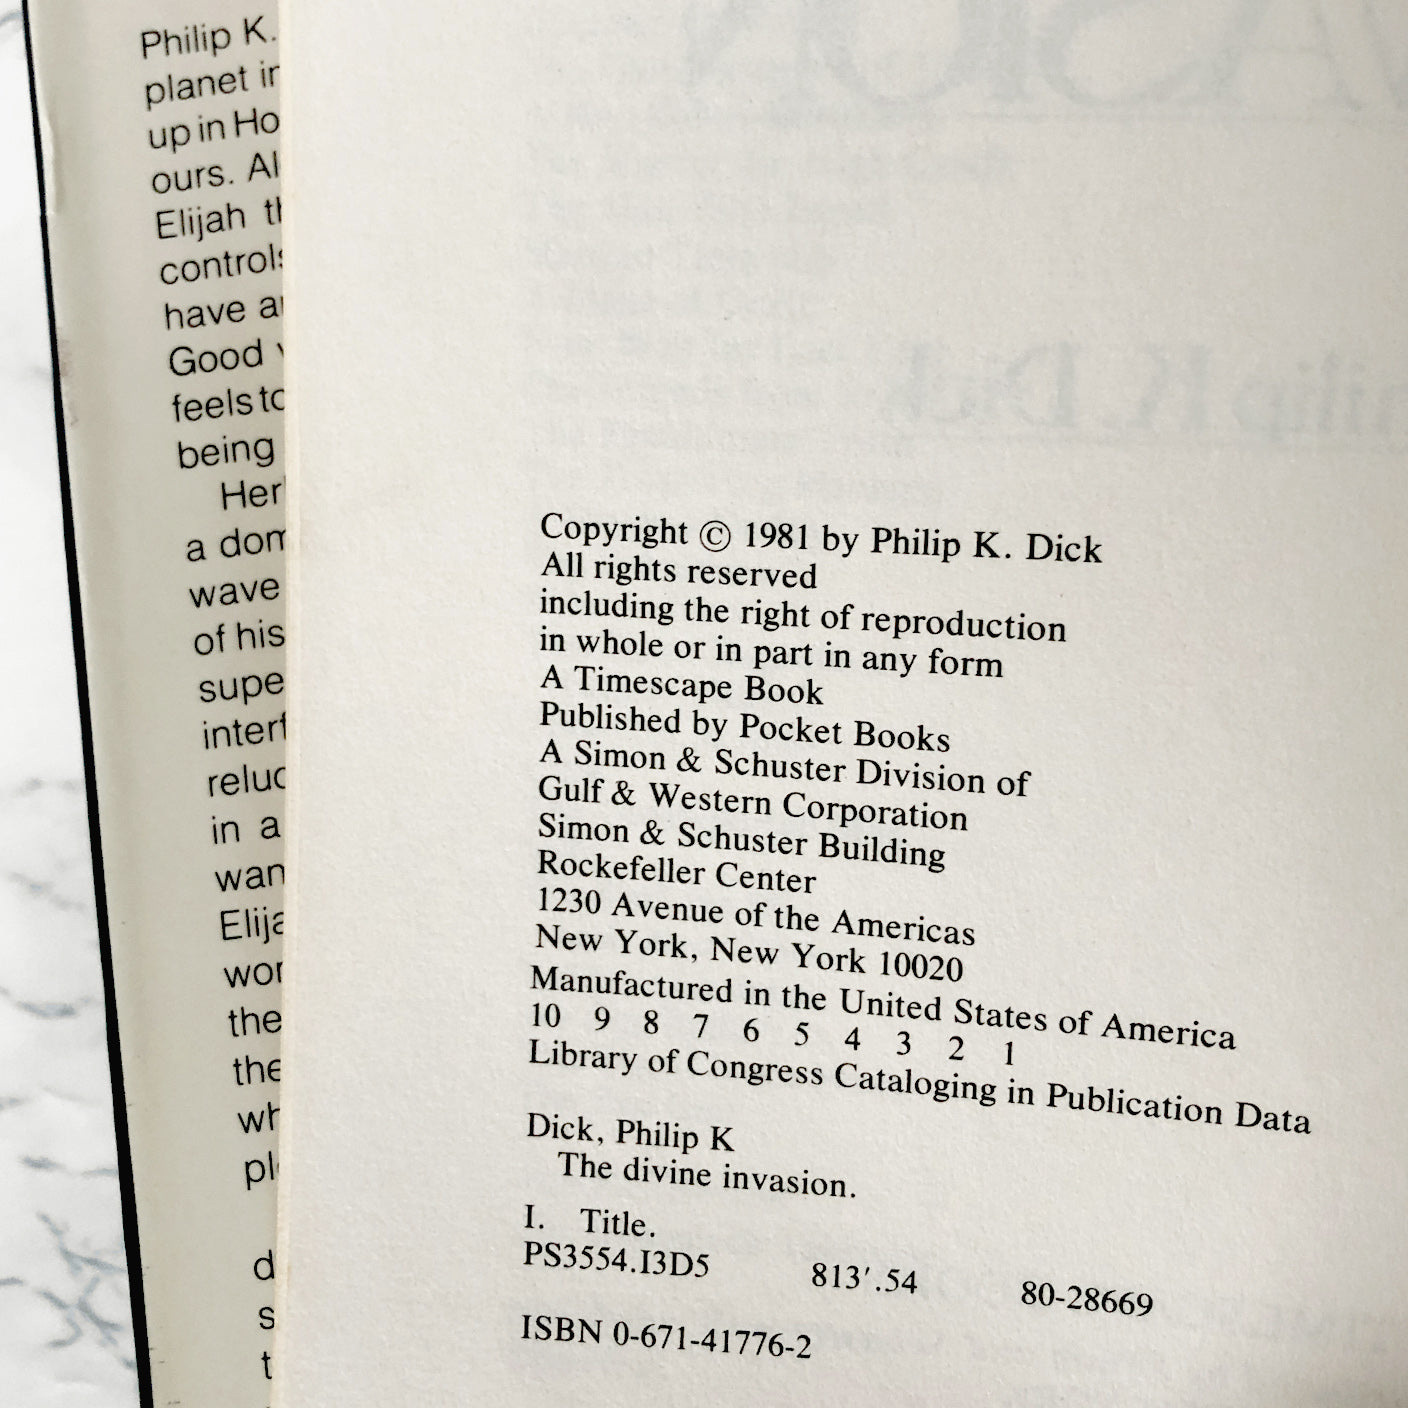 Philip K.
planet in
up in Ho
ours. Al
Elijah th
controls
have a
Good
feels to
being
Her
a dom
wave
of his
supe
interf
reluc
in a
wan
Elija
wor
the
the
wh
pl
d
s
t
Philip K. Dick
Copyright © 1981 by Philip K. Dick
All rights reserved
including the right of reproduction
in whole or in part in any form
A Timescape Book
Published by Pocket Books
A Simon & Schuster Division of
Gulf & Western Corporation
Simon & Schuster Building
Rockefeller Center
1230 Avenue of the Americas
New York, New York 10020
Manufactured in the United States of America
10 9 8 7 6 5 4 3 2 1
Library of Congress Cataloging in Publication Data
Dick, Philip K
The divine invasion.
I. Title.
PS3554.I3D5 813′.54 80-28669
ISBN 0-671-41776-2